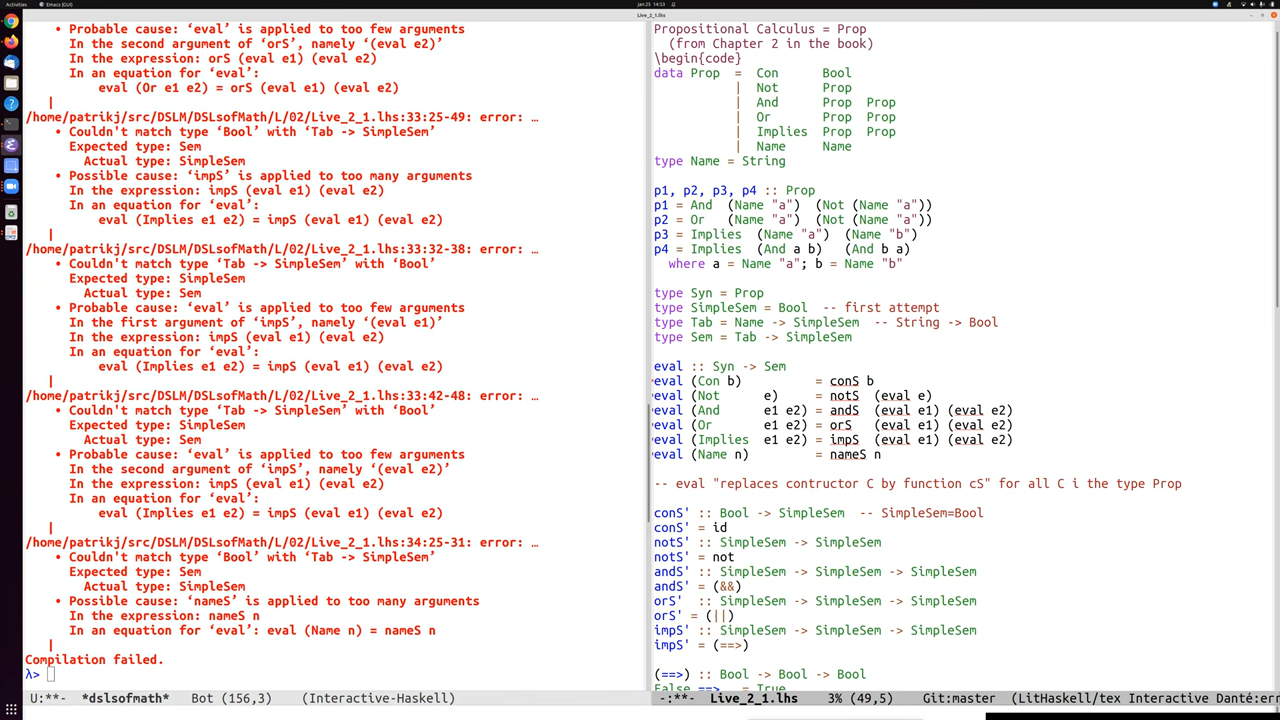 Activities
Emacs (GUI)
Jan 25 14:53
Live_2_1.lhs
• Probable cause: ‘eval’ is applied to too few arguments
In the second argument of ‘orS’, namely ‘(eval e2)’
In the expression: orS (eval e1) (eval e2)
In an equation for ‘eval’:
eval (Or e1 e2) = orS (eval e1) (eval e2)
|
/home/patrikj/src/DSLM/DSLsofMath/L/02/Live_2_1.lhs:33:25-49: error: …
• Couldn't match type ‘Bool’ with ‘Tab -> SimpleSem’
Expected type: Sem
Actual type: SimpleSem
• Possible cause: ‘impS’ is applied to too many arguments
In the expression: impS (eval e1) (eval e2)
In an equation for ‘eval’:
eval (Implies e1 e2) = impS (eval e1) (eval e2)
|
/home/patrikj/src/DSLM/DSLsofMath/L/02/Live_2_1.lhs:33:32-38: error: …
• Couldn't match type ‘Tab -> SimpleSem’ with ‘Bool’
Expected type: SimpleSem
Actual type: Sem
• Probable cause: ‘eval’ is applied to too few arguments
In the first argument of ‘impS’, namely ‘(eval e1)’
In the expression: impS (eval e1) (eval e2)
In an equation for ‘eval’:
eval (Implies e1 e2) = impS (eval e1) (eval e2)
|
/home/patrikj/src/DSLM/DSLsofMath/L/02/Live_2_1.lhs:33:42-48: error: …
• Couldn't match type ‘Tab -> SimpleSem’ with ‘Bool’
Expected type: SimpleSem
Actual type: Sem
• Probable cause: ‘eval’ is applied to too few arguments
In the second argument of ‘impS’, namely ‘(eval e2)’
In the expression: impS (eval e1) (eval e2)
In an equation for ‘eval’:
eval (Implies e1 e2) = impS (eval e1) (eval e2)
|
/home/patrikj/src/DSLM/DSLsofMath/L/02/Live_2_1.lhs:34:25-31: error: …
• Couldn't match type ‘Bool’ with ‘Tab -> SimpleSem’
Expected type: Sem
Actual type: SimpleSem
• Possible cause: ‘nameS’ is applied to too many arguments
In the expression: nameS n
In an equation for ‘eval’: eval (Name n) = nameS n
|
Compilation failed.
λ>
U:**- *dslsofmath* Bot (156,3) (Interactive-Haskell)
Propositional Calculus = Prop
(from Chapter 2 in the book)
\begin{code}
data Prop = Con Bool
| Not Prop
| And Prop Prop
| Or Prop Prop
| Implies Prop Prop
| Name Name
type Name = String
p1, p2, p3, p4 :: Prop
p1 = And (Name "a") (Not (Name "a"))
p2 = Or (Name "a") (Not (Name "a"))
p3 = Implies (Name "a") (Name "b")
p4 = Implies (And a b) (And b a)
where a = Name "a"; b = Name "b"
type Syn = Prop
type SimpleSem = Bool -- first attempt
type Tab = Name -> SimpleSem -- String -> Bool
type Sem = Tab -> SimpleSem
eval :: Syn -> Sem
eval (Con b) = conS b
eval (Not e) = notS (eval e)
eval (And e1 e2) = andS (eval e1) (eval e2)
eval (Or e1 e2) = orS (eval e1) (eval e2)
eval (Implies e1 e2) = impS (eval e1) (eval e2)
eval (Name n) = nameS n
-- eval "replaces contructor C by function cS" for all C i the type Prop
conS' :: Bool -> SimpleSem -- SimpleSem=Bool
conS' = id
notS' :: SimpleSem -> SimpleSem
notS' = not
andS' :: SimpleSem -> SimpleSem -> SimpleSem
andS' = (&&)
orS' :: SimpleSem -> SimpleSem -> SimpleSem
orS' = (||)
impS' :: SimpleSem -> SimpleSem -> SimpleSem
impS' = (==>)
(==>) :: Bool -> Bool -> Bool
False ==> _ = True
-:**- Live_2_1.lhs 3% (49,5) Git:master (LitHaskell/tex Interactive Danté:err